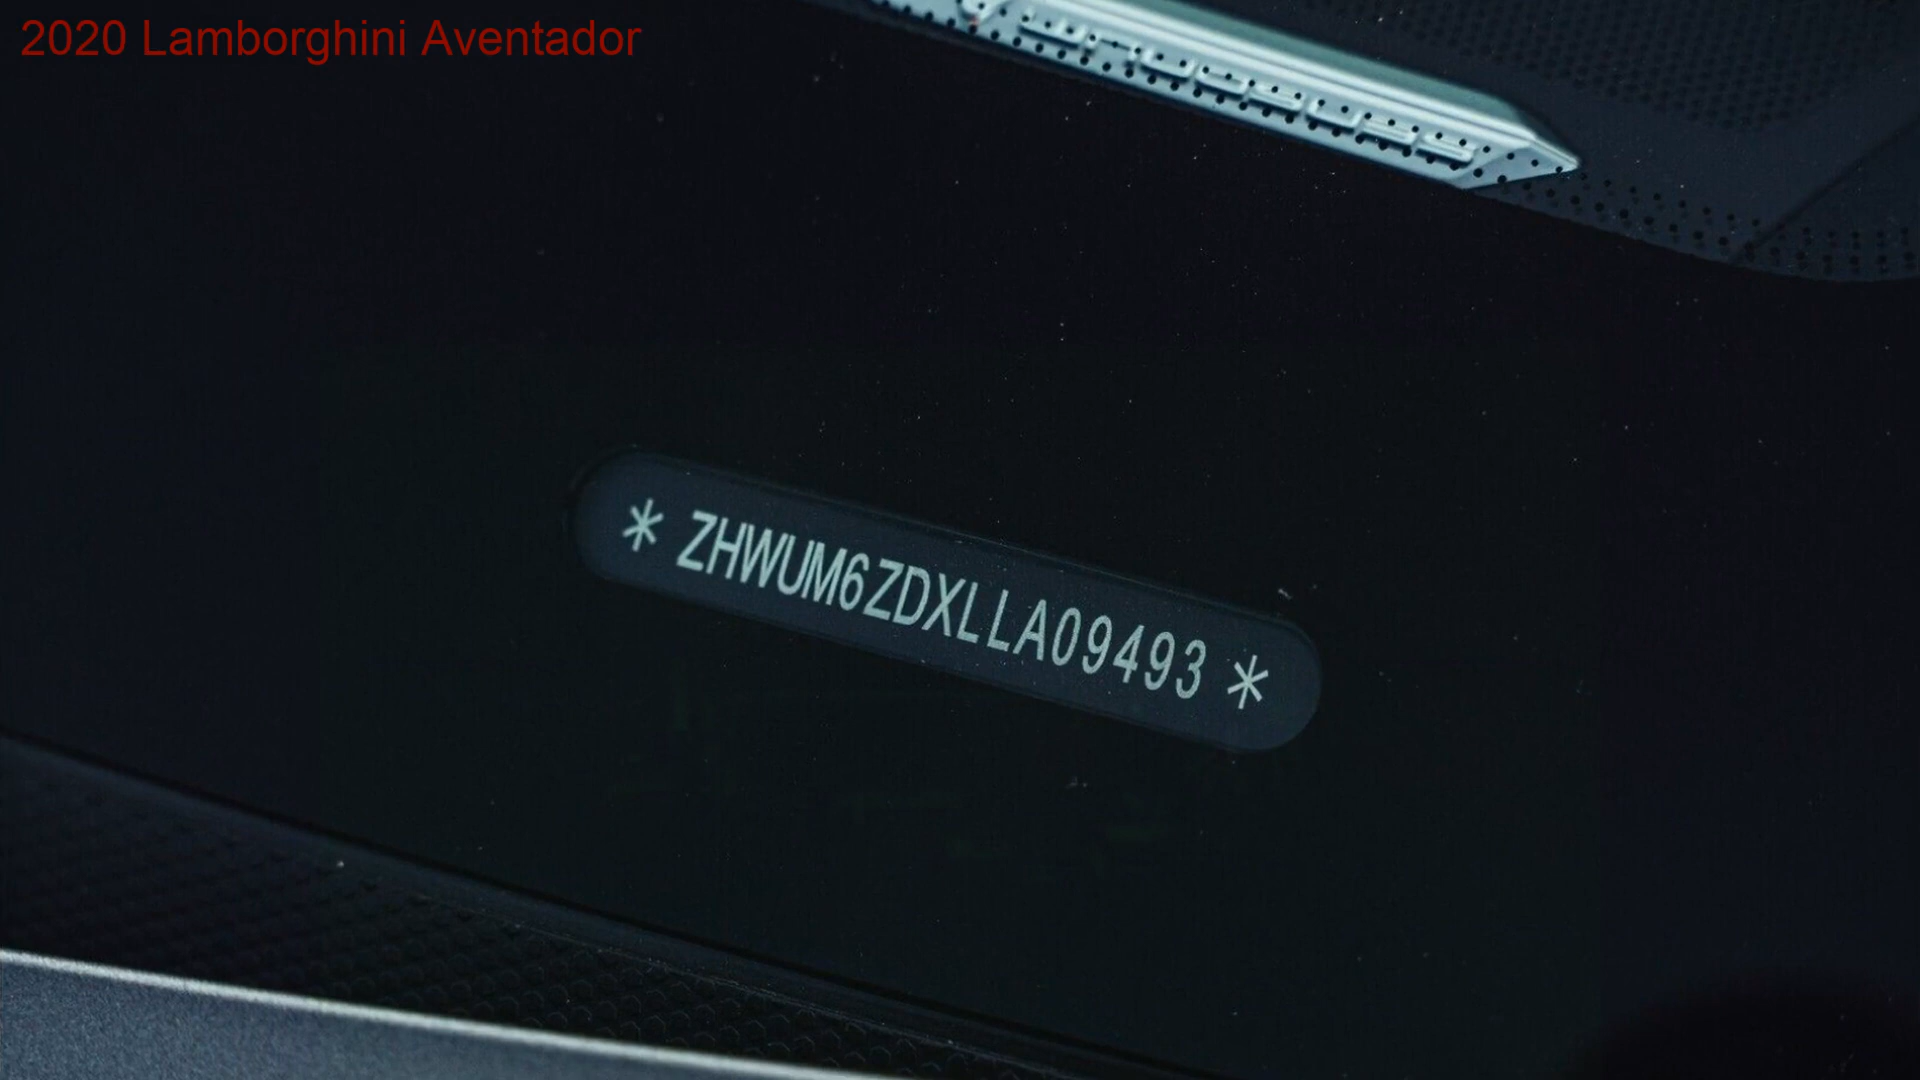 2020 Lamborghini Aventador
* ZHWUM6ZDXLLA09493 *